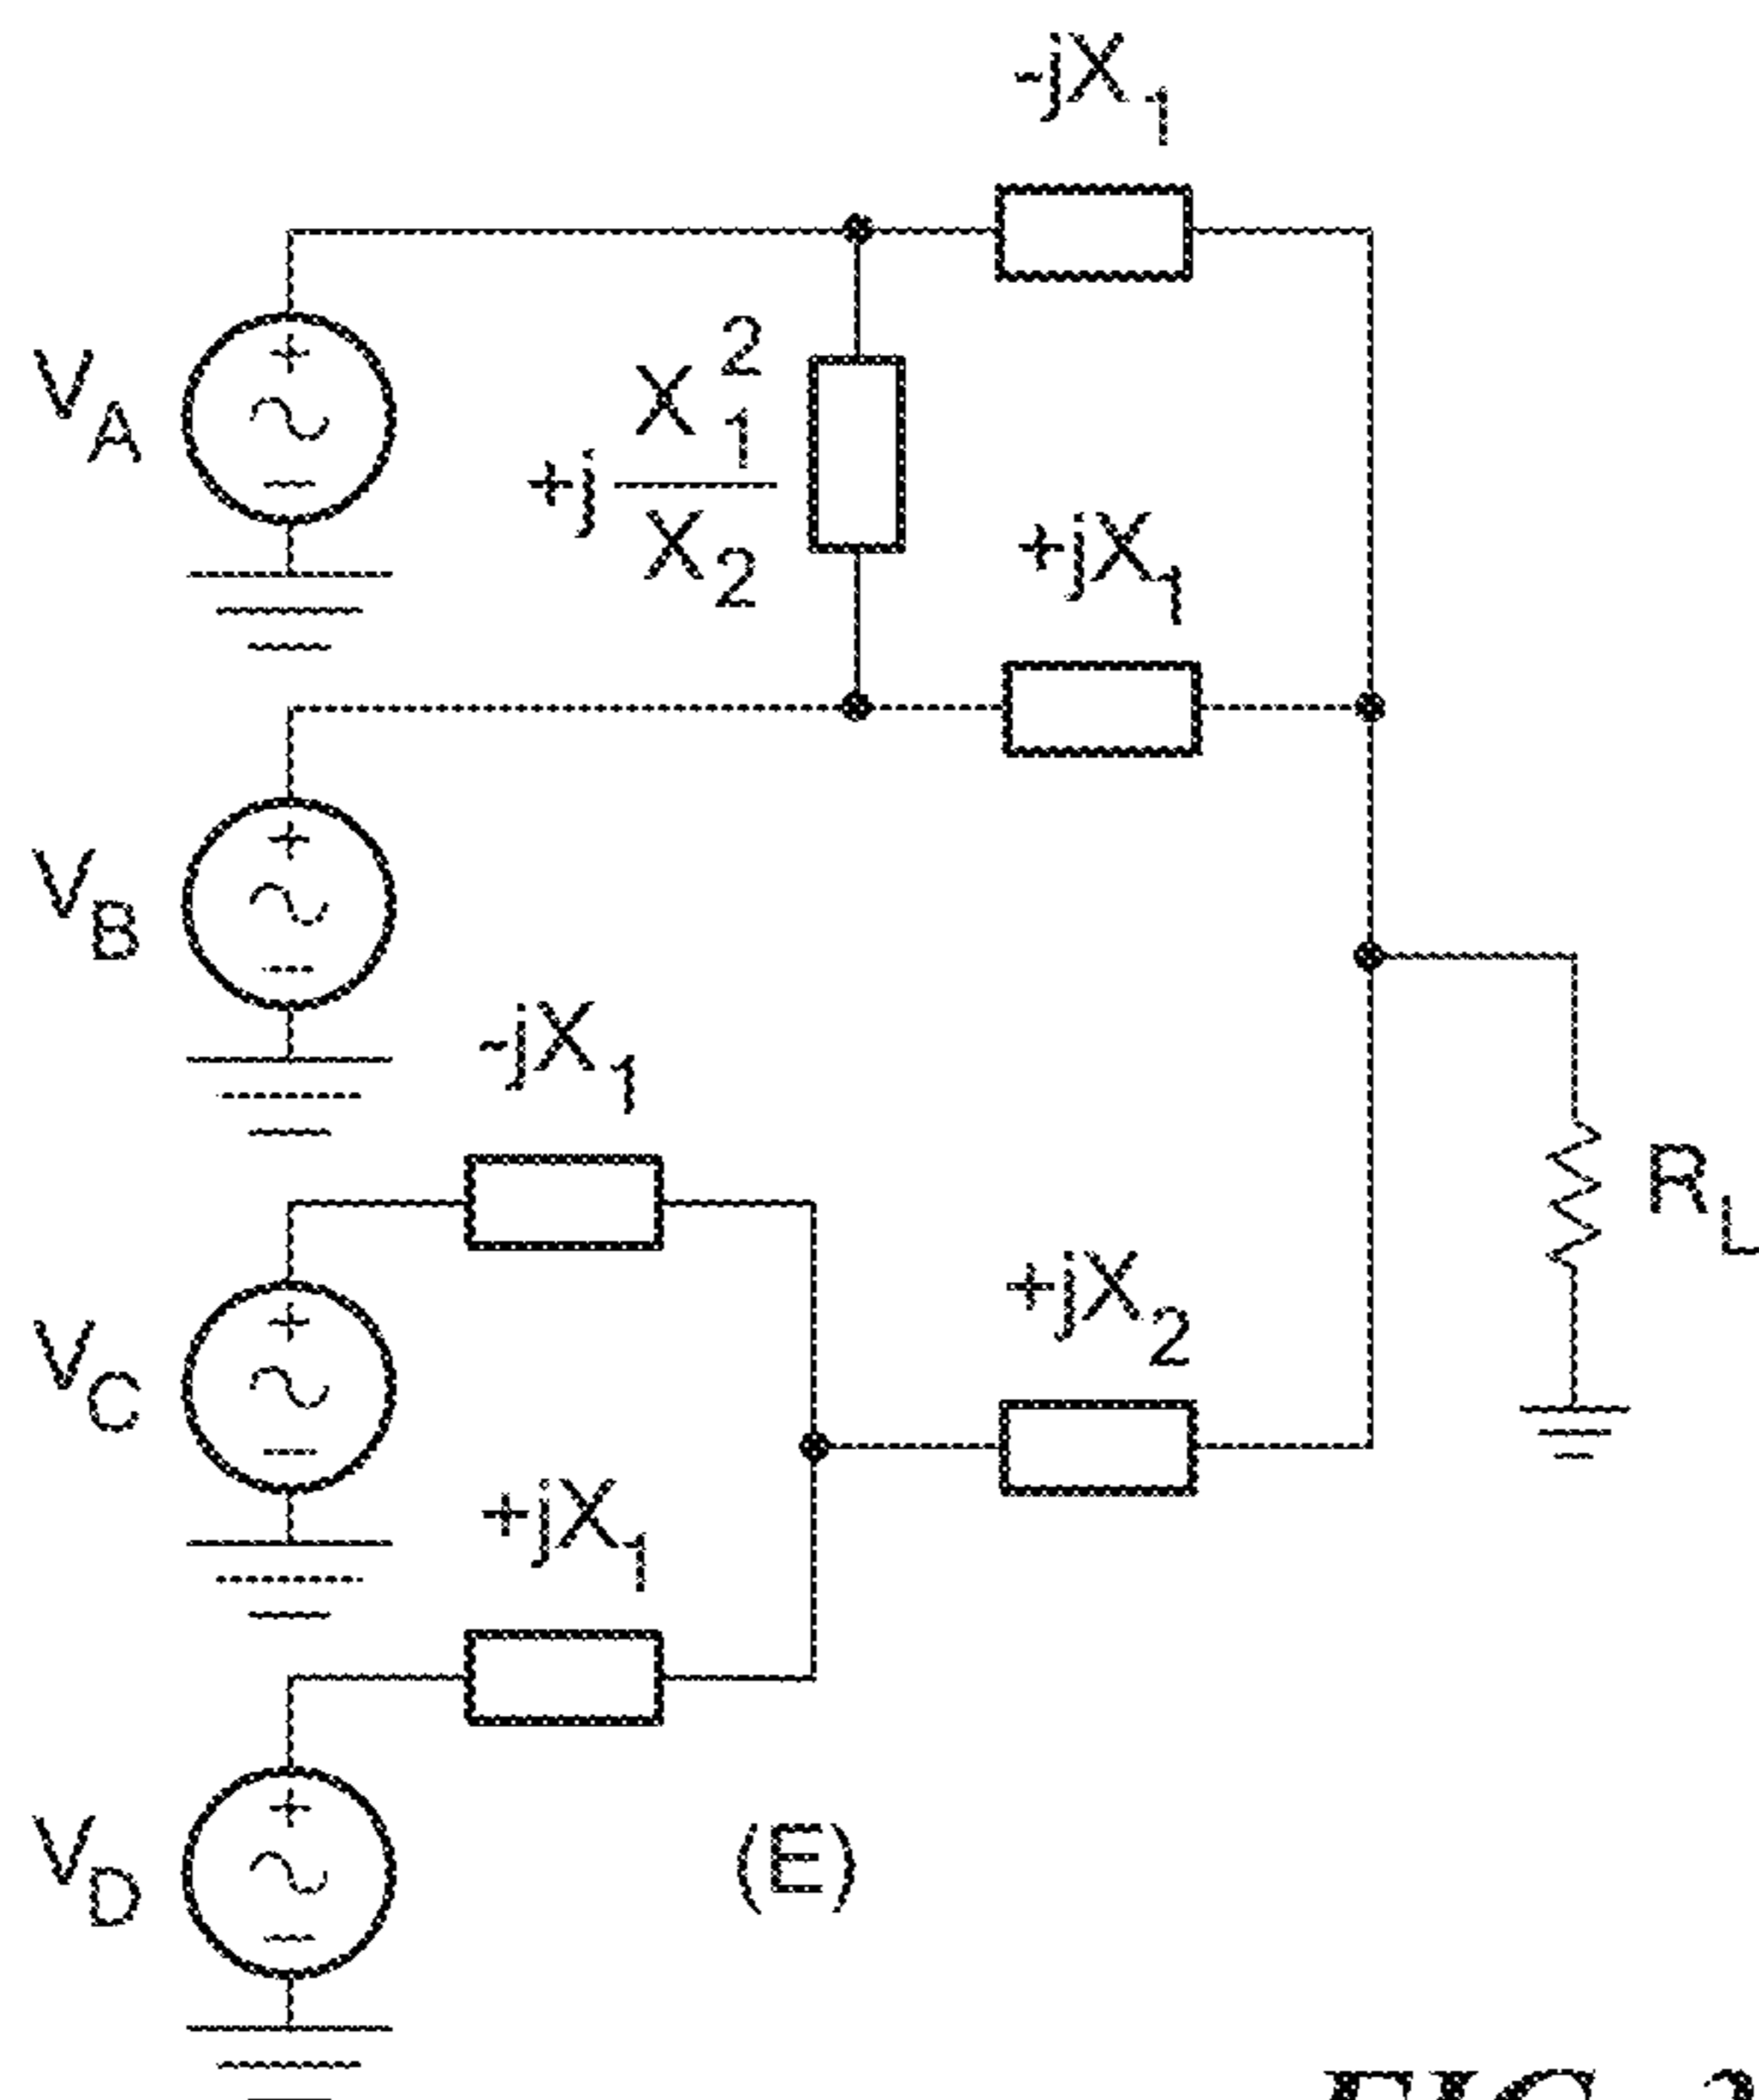 -jX1
VA
+j X1^2 / X2
+jX1
VB
-jX1
VC
+jX2
RL
+jX1
VD
(E)